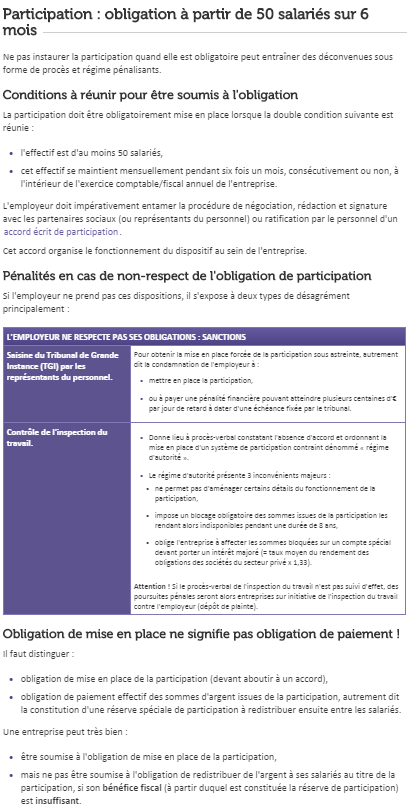 Participation : obligation à partir de 50 salariés sur 6
mois
Ne pas instaurer la participation quand elle est obligatoire peut entraîner des déconvenues sous
forme de procès et régime pénalisants.
Conditions à réunir pour être soumis à l'obligation
La participation doit être obligatoirement mise en place lorsque la double condition suivante est
réunie :
• l'effectif est d'au moins 50 salariés,
• cet effectif se maintient mensuellement pendant six fois un mois, consécutivement ou non, à
l'intérieur de l'exercice comptable/fiscal annuel de l'entreprise.
L'employeur doit impérativement entamer la procédure de négociation, rédaction et signature
avec les partenaires sociaux (ou représentants du personnel) ou ratification par le personnel d'un
accord écrit de participation.
Cet accord organise le fonctionnement du dispositif au sein de l'entreprise.
Pénalités en cas de non-respect de l'obligation de participation
Si l'employeur ne prend pas ces dispositions, il s'expose à deux types de désagrément
principalement :
L'EMPLOYEUR NE RESPECTE PAS SES OBLIGATIONS : SANCTIONS
Saisine du Tribunal de Grande
Instance (TGI) par les
représentants du personnel.
Pour obtenir la mise en place forcée de la participation sous astreinte, autrement
dit la condamnation de l'employeur à :
• mettre en place la participation,
• ou à payer une pénalité financière pouvant atteindre plusieurs centaines d'€
par jour de retard à dater d'une échéance fixée par le tribunal.
Contrôle de l'inspection du
travail.
• Donne lieu à procès-verbal constatant l'absence d'accord et ordonnant la
mise en place d'un système de participation contraint dénommé « régime
d'autorité ».
• Le régime d'autorité présente 3 inconvénients majeurs :
• ne permet pas d'aménager certains détails du fonctionnement de la
participation,
• impose un blocage obligatoire des sommes issues de la participation les
rendant alors indisponibles pendant une durée de 8 ans,
• oblige l'entreprise à affecter les sommes bloquées sur un compte spécial
devant porter un intérêt majoré (= taux moyen du rendement des
obligations des sociétés du secteur privé x 1,33).
Attention ! Si le procès-verbal de l'inspection du travail n'est pas suivi d'effet, des
poursuites pénales seront alors entreprises sur initiative de l'inspection du travail
contre l'employeur (dépôt de plainte).
Obligation de mise en place ne signifie pas obligation de paiement !
Il faut distinguer :
• obligation de mise en place de la participation (devant aboutir à un accord),
• obligation de paiement effectif des sommes d'argent issues de la participation, autrement dit
la constitution d'une réserve spéciale de participation à redistribuer ensuite entre les salariés.
Une entreprise peut très bien :
• être soumise à l'obligation de mise en place de la participation,
• mais ne pas être soumise à l'obligation de redistribuer de l'argent à ses salariés au titre de la
participation, si son bénéfice fiscal (à partir duquel est constituée la réserve de participation)
est insuffisant.